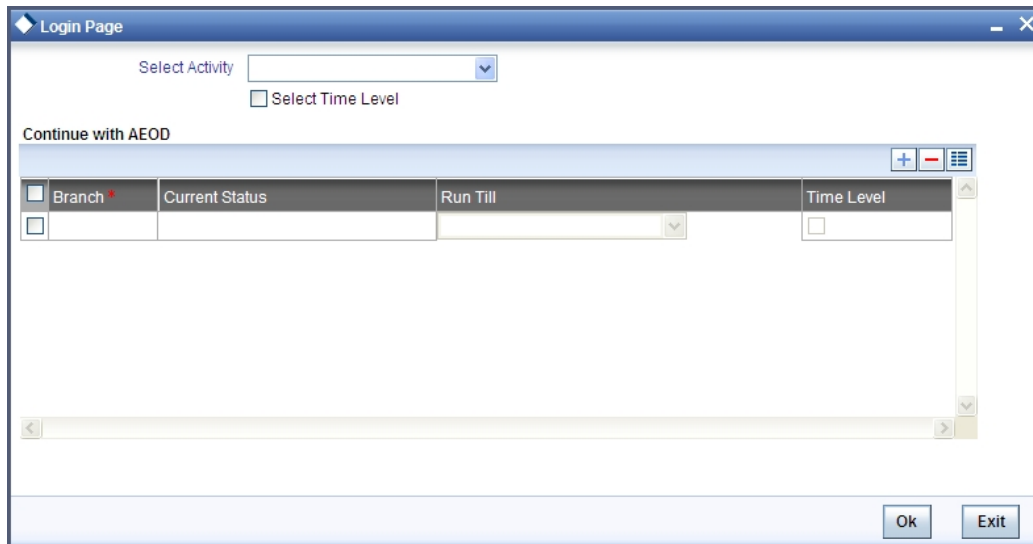 Login Page
Select Activity
Select Time Level
Continue with AEOD
Branch * Current Status Run Till Time Level
Ok Exit